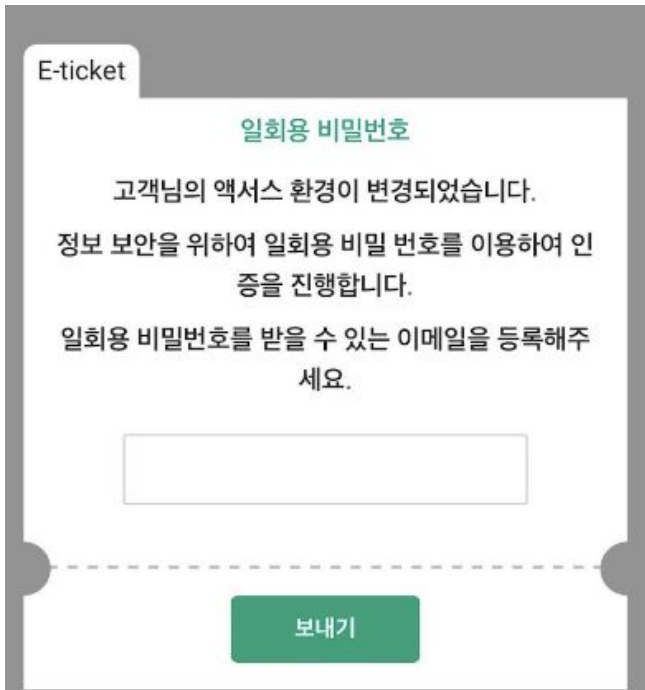 E-ticket
일회용 비밀번호
고객님의 액서스 환경이 변경되었습니다.
정보 보안을 위하여 일회용 비밀 번호를 이용하여 인
증을 진행합니다.
일회용 비밀번호를 받을 수 있는 이메일을 등록해주
세요.
보내기